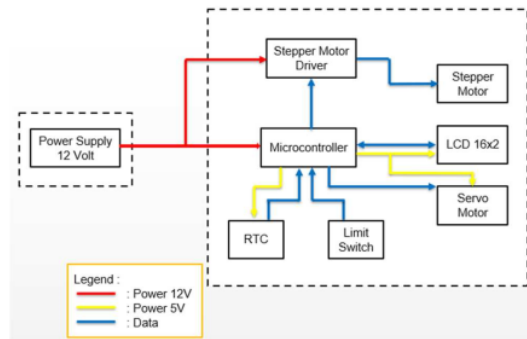 Stepper Motor
Driver
Stepper
Motor
Power Supply
12 Volt
Microcontroller
LCD 16x2
Servo
Motor
RTC
Limit
Switch
Legend :
: Power 12V
: Power 5V
: Data